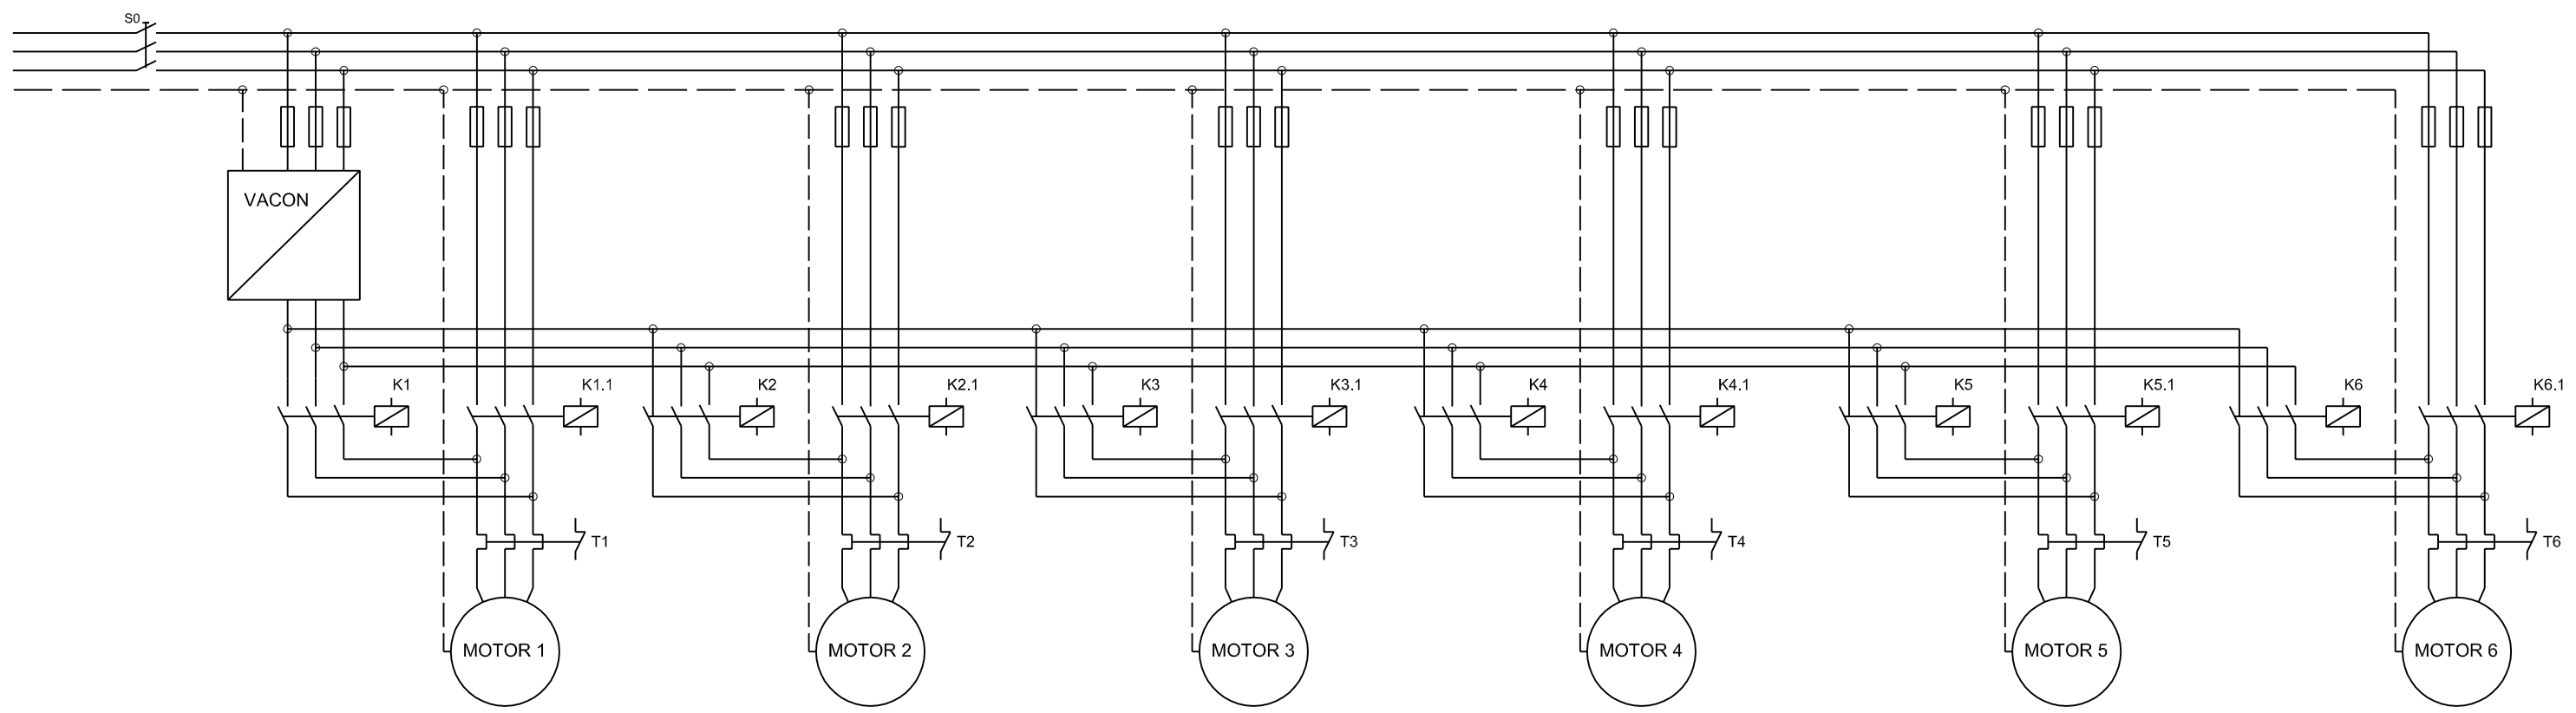 S0
VACON
K1
K1.1
K2
K2.1
K3
K3.1
K4
K4.1
K5
K5.1
K6
K6.1
T1
T2
T3
T4
T5
T6
MOTOR 1
MOTOR 2
MOTOR 3
MOTOR 4
MOTOR 5
MOTOR 6